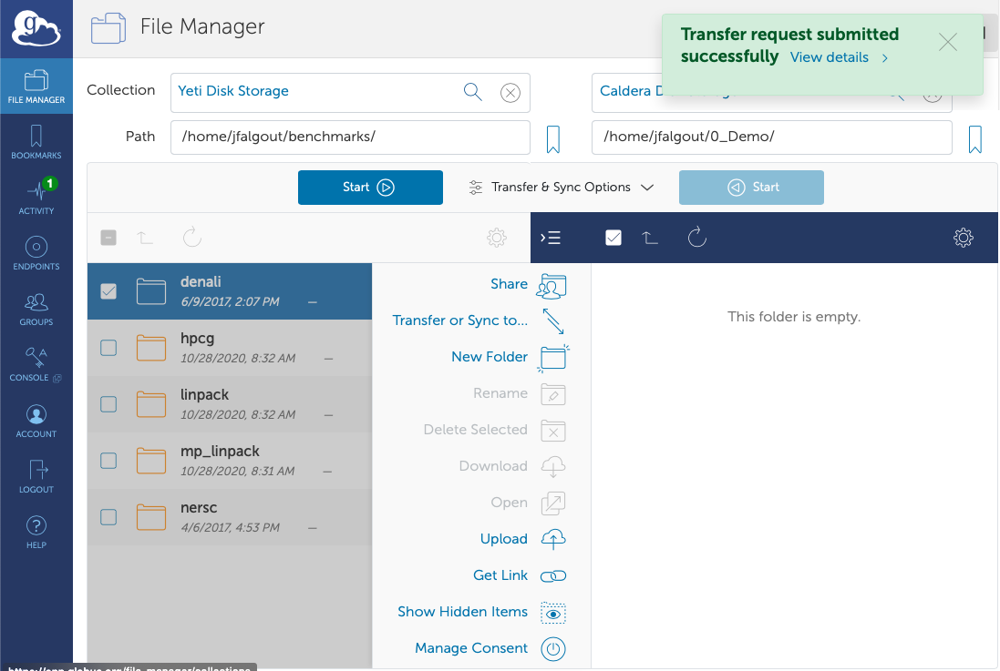 g
File Manager
Transfer request submitted
successfully View details
FILE MANAGER
BOOKMARKS
1
ACTIVITY
ENDPOINTS
GROUPS
CONSOLE
ACCOUNT
LOGOUT
HELP
Collection
Yeti Disk Storage
Caldera
Path
/home/jfalgout/benchmarks/
/home/jfalgout/0_Demo/
Start
Transfer & Sync Options
Start
denali
6/9/2017, 2:07 PM —
hpcg
10/28/2020, 8:32 AM —
linpack
10/28/2020, 8:32 AM —
mp_linpack
10/28/2020, 8:31 AM —
nersc
4/6/2017, 4:53 PM —
Share
Transfer or Sync to...
New Folder
Rename
Delete Selected
Download
Open
Upload
Get Link
Show Hidden Items
Manage Consent
This folder is empty.